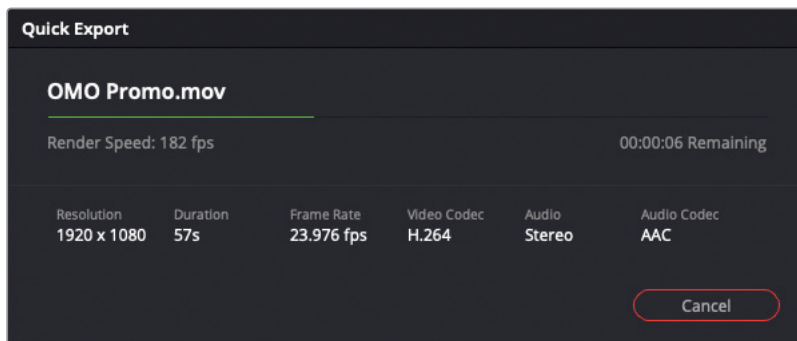 Quick Export
OMO Promo.mov
Render Speed: 182 fps 00:00:06 Remaining
Resolution Duration Frame Rate Video Codec Audio Audio Codec
1920 x 1080 57s 23.976 fps H.264 Stereo AAC
Cancel